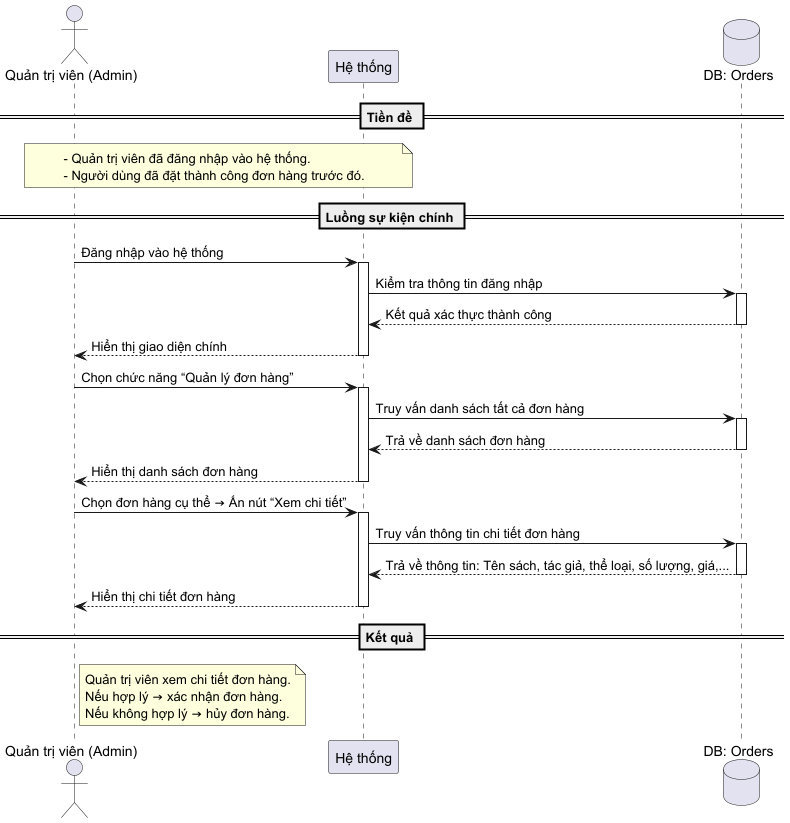 Quản trị viên (Admin)
Hệ thống
DB: Orders
Tiền đề
- Quản trị viên đã đăng nhập vào hệ thống.
- Người dùng đã đặt thành công đơn hàng trước đó.
Luồng sự kiện chính
Đăng nhập vào hệ thống
Kiểm tra thông tin đăng nhập
Kết quả xác thực thành công
Hiển thị giao diện chính
Chọn chức năng “Quản lý đơn hàng”
Truy vấn danh sách tất cả đơn hàng
Trả về danh sách đơn hàng
Hiển thị danh sách đơn hàng
Chọn đơn hàng cụ thể → Ấn nút “Xem chi tiết”
Truy vấn thông tin chi tiết đơn hàng
Trả về thông tin: Tên sách, tác giả, thể loại, số lượng, giá,...
Hiển thị chi tiết đơn hàng
Kết quả
Quản trị viên xem chi tiết đơn hàng.
Nếu hợp lý → xác nhận đơn hàng.
Nếu không hợp lý → hủy đơn hàng.
Quản trị viên (Admin)
Hệ thống
DB: Orders